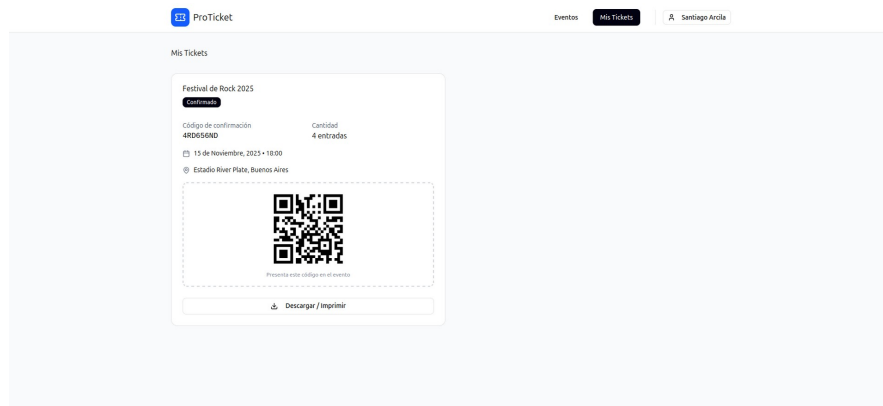 ProTicket
Eventos
Mis Tickets
Santiago Arcila
Mis Tickets
Festival de Rock 2025
Confirmado
Código de confirmación
Cantidad
4RD656ND
4 entradas
15 de Noviembre, 2025 • 18:00
Estadio River Plate, Buenos Aires
Presenta este código en el evento
Descargar / Imprimir